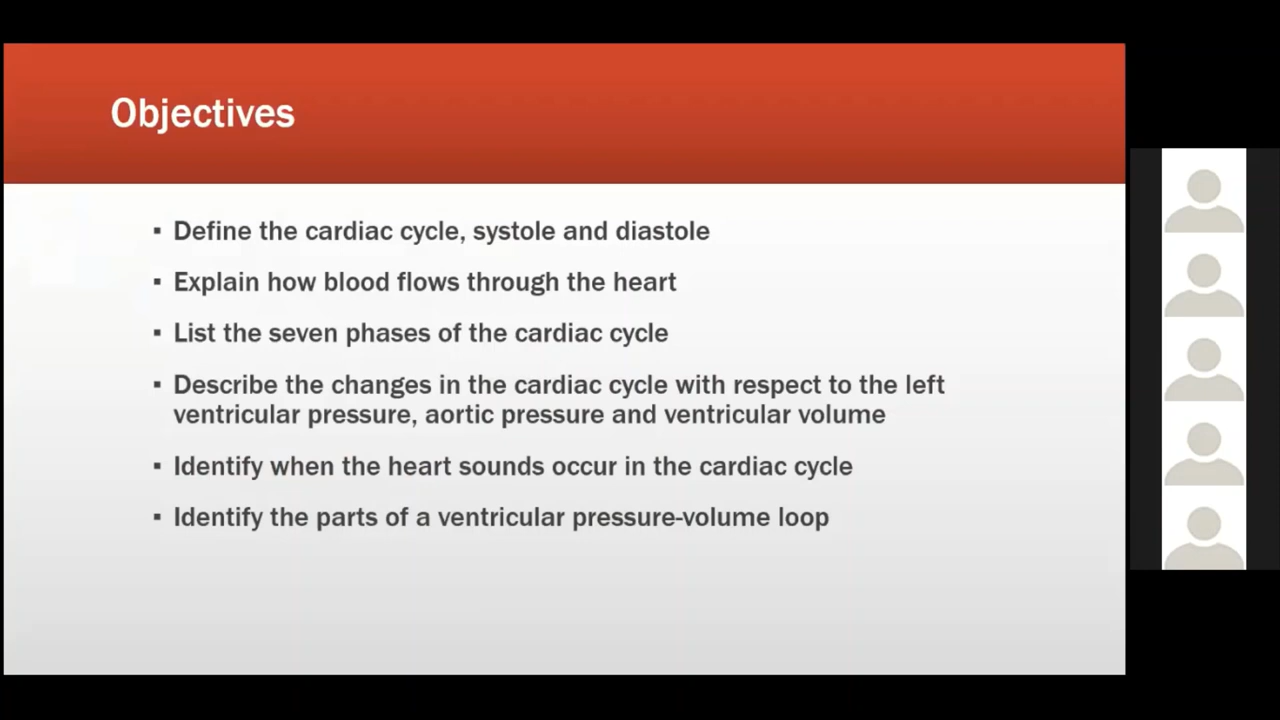 Objectives
▪ Define the cardiac cycle, systole and diastole
▪ Explain how blood flows through the heart
▪ List the seven phases of the cardiac cycle
▪ Describe the changes in the cardiac cycle with respect to the left
ventricular pressure, aortic pressure and ventricular volume
▪ Identify when the heart sounds occur in the cardiac cycle
▪ Identify the parts of a ventricular pressure-volume loop